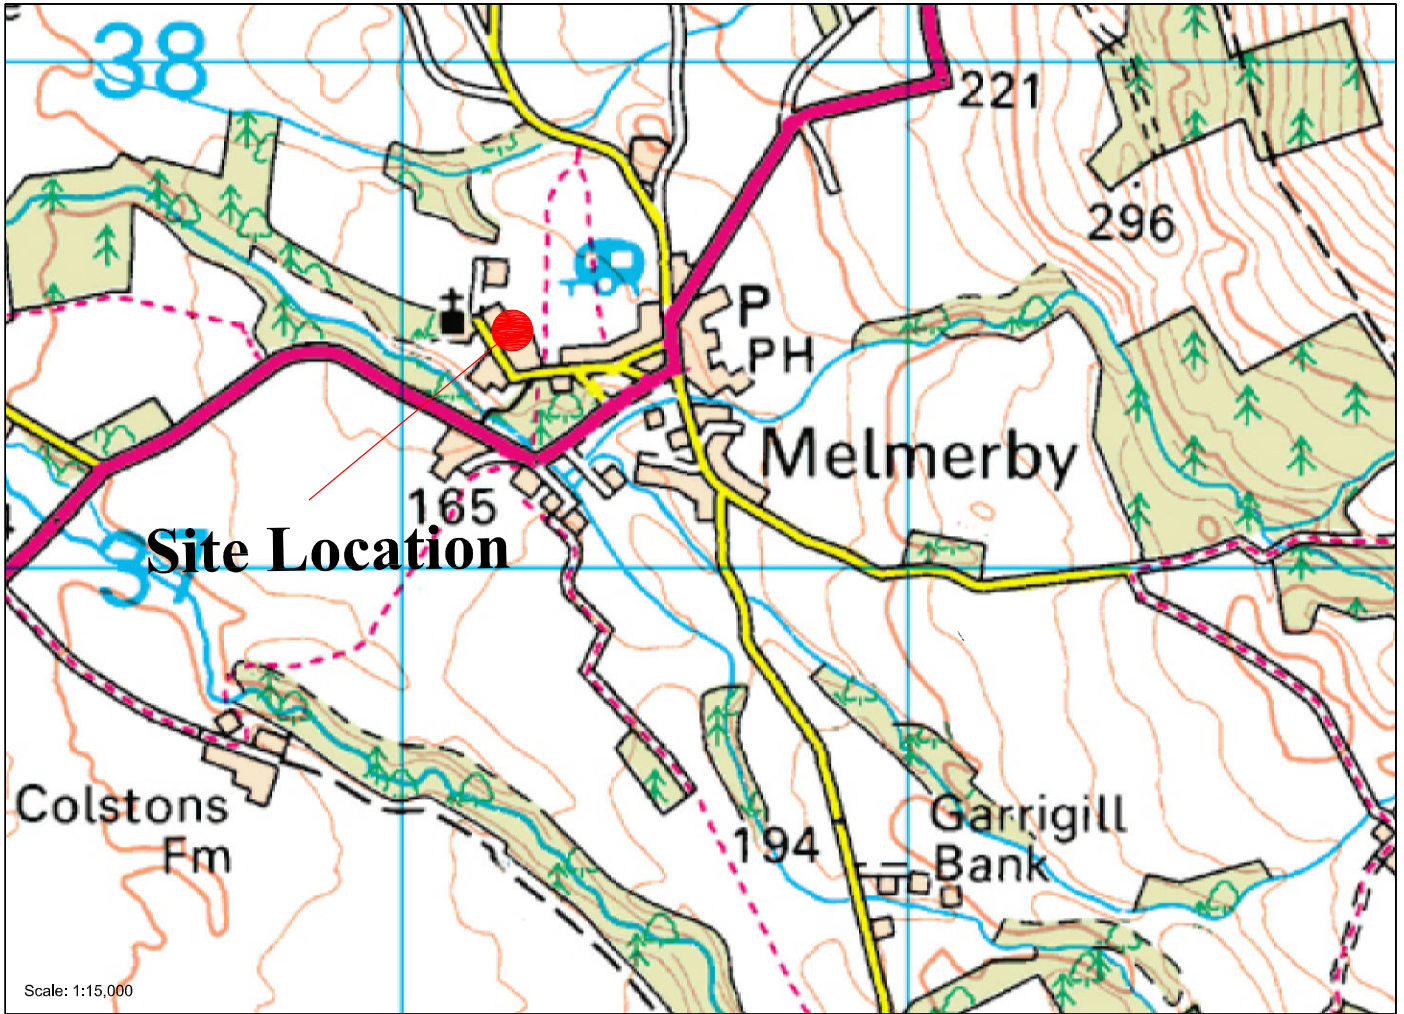 38
221
296
P
PH
Melmerby
165
Site Location
37
Colstons
Fm
194
Garrigill
Bank
Scale: 1:15,000